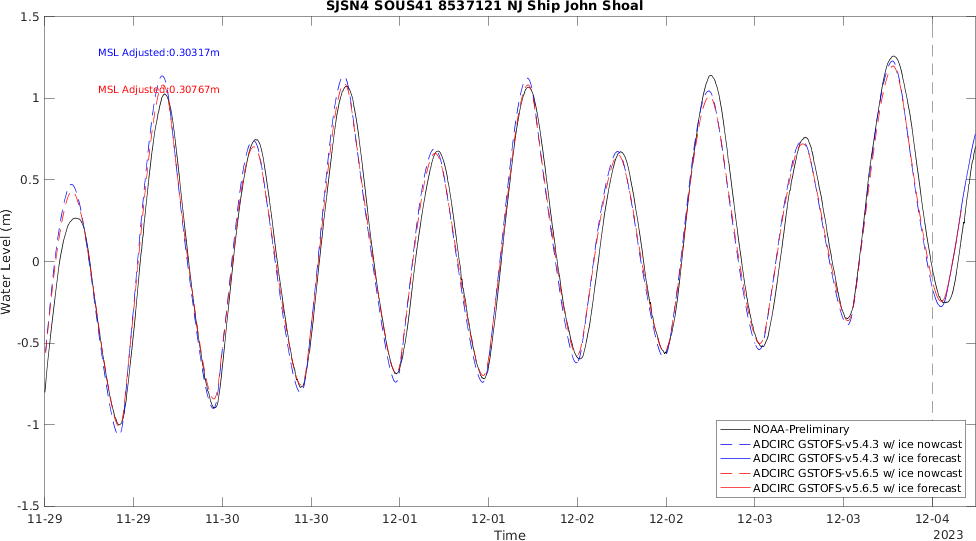 SJSN4 SOUS41 8537121 NJ Ship John Shoal
1.5
MSL Adjusted:0.30317m
1
MSL Adjusted:0.30767m
0.5
0
-0.5
-1
-1.5
Water Level (m)
NOAA-Preliminary
ADCIRC GSTOFS-v5.4.3 w/ ice nowcast
ADCIRC GSTOFS-v5.4.3 w/ ice forecast
ADCIRC GSTOFS-v5.6.5 w/ ice nowcast
ADCIRC GSTOFS-v5.6.5 w/ ice forecast
11-29 11-29 11-30 11-30 12-01 12-01 12-02 12-02 12-03 12-03 12-04
Time
2023